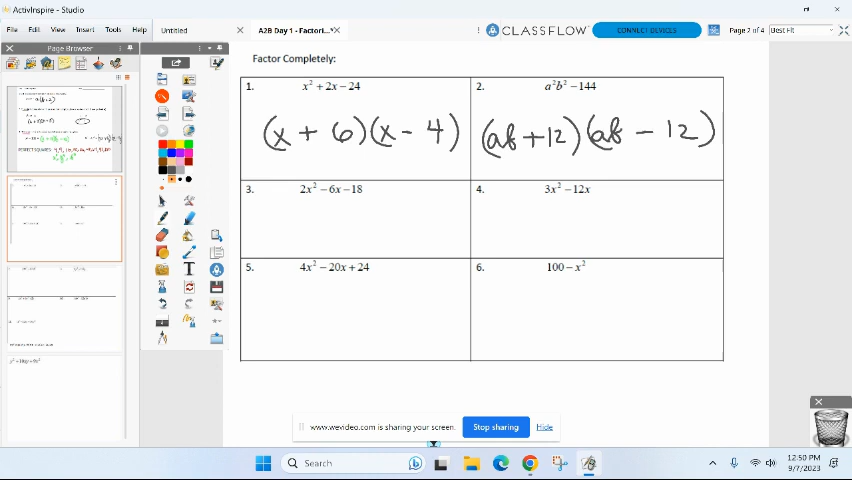 ActivInspire - Studio
File Edit View Insert Tools Help
Untitled
A2B Day 1 - Factori...*
CLASSFLOW
CONNECT DEVICES
Page 2 of 4
Best Fit
Page Browser
Factor Completely:
1. x² + 2x − 24
(x + 6)(x − 4)
2. a²b² − 144
(ab + 12)(ab − 12)
3. 2x² − 6x − 18
4. 3x² − 12x
5. 4x² − 20x + 24
6. 100 − x²
www.wevideo.com is sharing your screen.
Stop sharing
Hide
Search
12:50 PM
9/7/2023